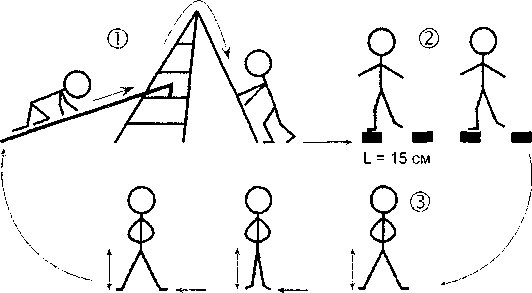 ① ②
L = 15 см
③